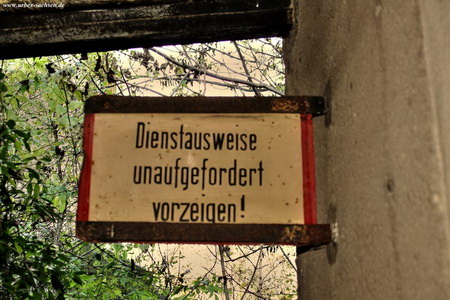 www.urbex-sachsen.de
Dienstausweise
unaufgefordert
vorzeigen!